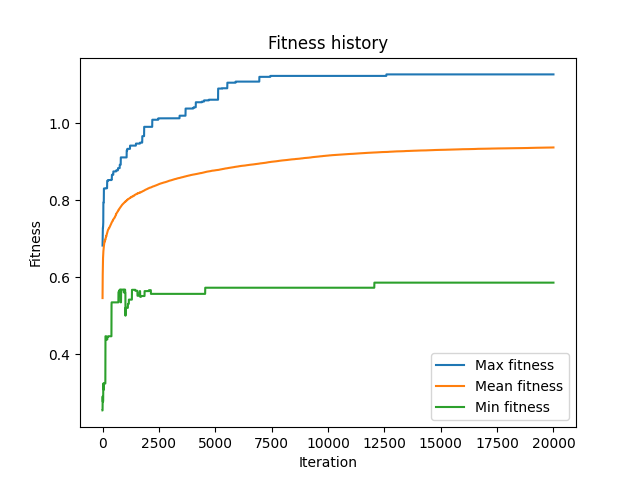 Fitness history
Fitness
1.0
0.8
0.6
0.4
0
2500
5000
7500
10000
12500
15000
17500
20000
Iteration
Max fitness
Mean fitness
Min fitness